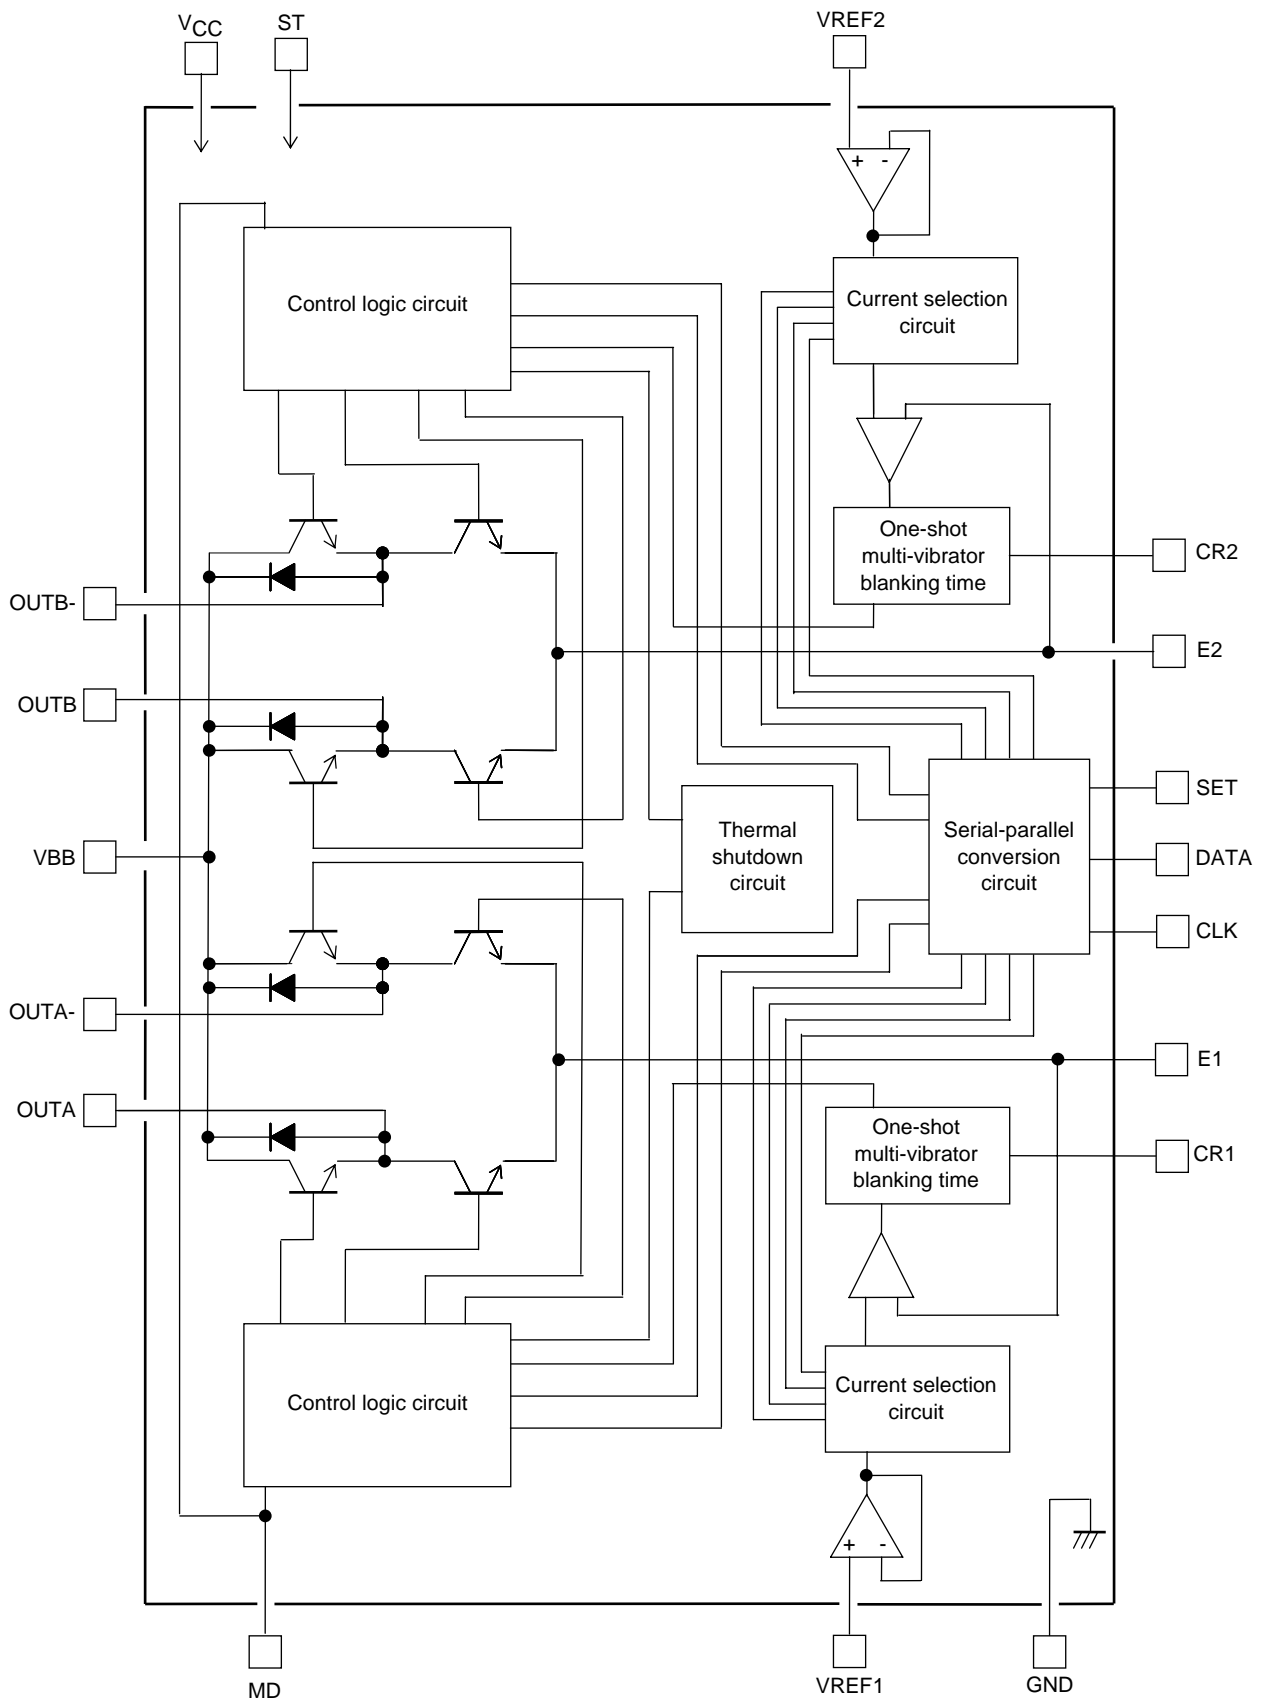 VCC
ST
VREF2
+ -
Control logic circuit
Current selection
circuit
One-shot
multi-vibrator
blanking time
CR2
OUTB-
E2
OUTB
SET
Thermal
shutdown
circuit
Serial-parallel
conversion
circuit
VBB
DATA
CLK
OUTA-
E1
OUTA
One-shot
multi-vibrator
blanking time
CR1
Control logic circuit
Current selection
circuit
+ -
MD
VREF1
GND